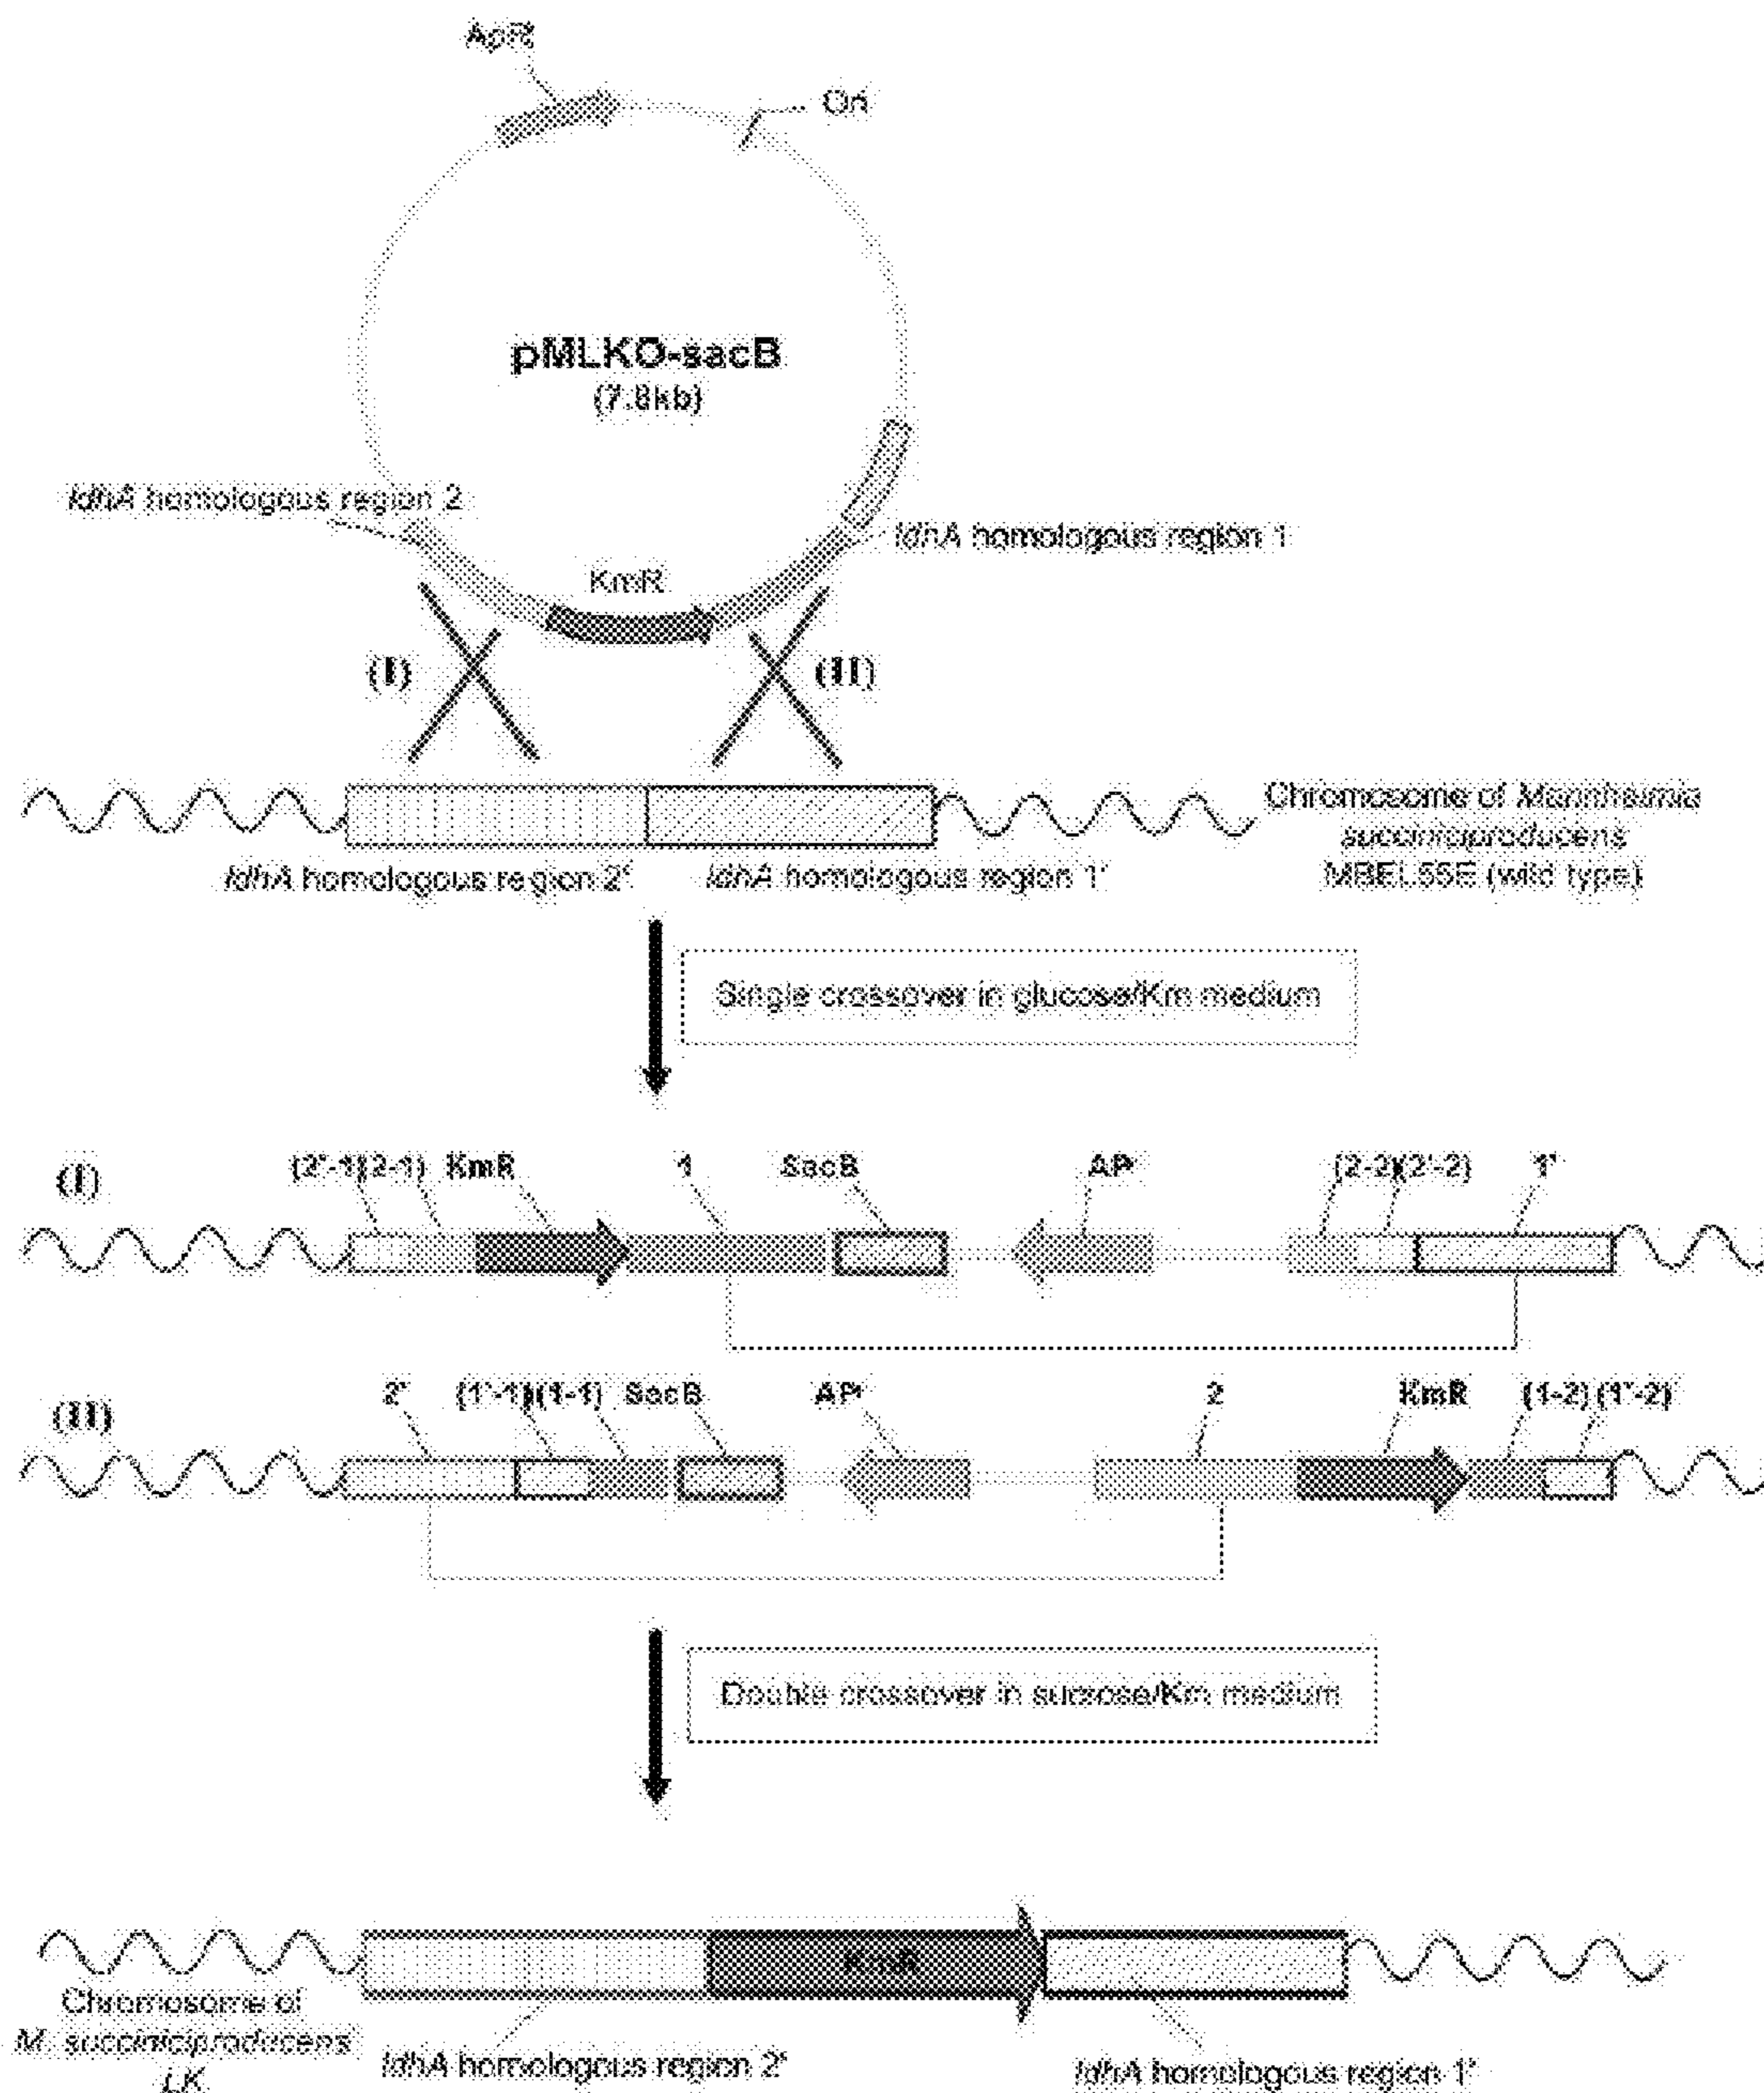 ApR
Ori
pMLKO-sacB
(7.8kb)
ldhA homologous region 2
ldhA homologous region 1
KmR
(I)
(II)
Chromosome of Mannheimia
succiniciproducens
MBEL55E (wild type)
ldhA homologous region 2'
ldhA homologous region 1'
Single crossover in glucose/Km medium
(I)
(2'-1)(2-1) KmR 1 SacB AP (2-2)(2'-2) 1'
(II)
2' (1'-1)(1-1) SacB AP 2 KmR (1-2) (1'-2)
Double crossover in sucrose/Km medium
KmR
Chromosome of
M. succiniciproducens
LK
ldhA homologous region 2'
ldhA homologous region 1'